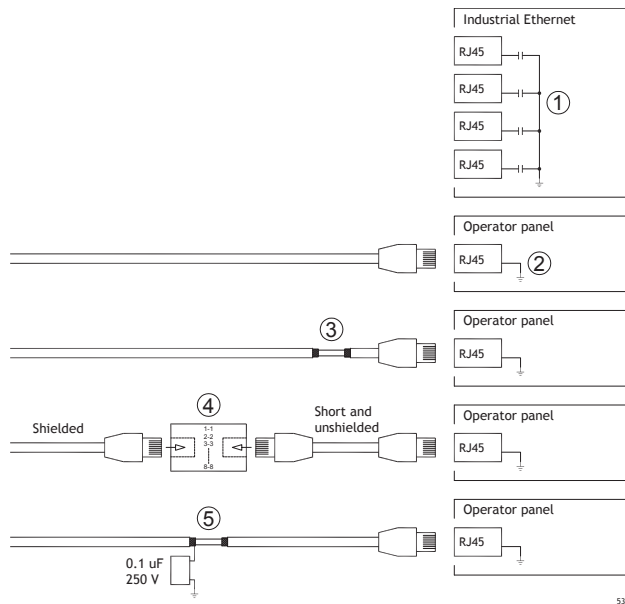 Industrial Ethernet
RJ45
RJ45
1
RJ45
RJ45
Operator panel
RJ45
2
Operator panel
3
RJ45
Operator panel
4
Shielded
1-1
2-2
3-3
8-8
Short and
unshielded
RJ45
Operator panel
5
RJ45
0.1 uF
250 V
53